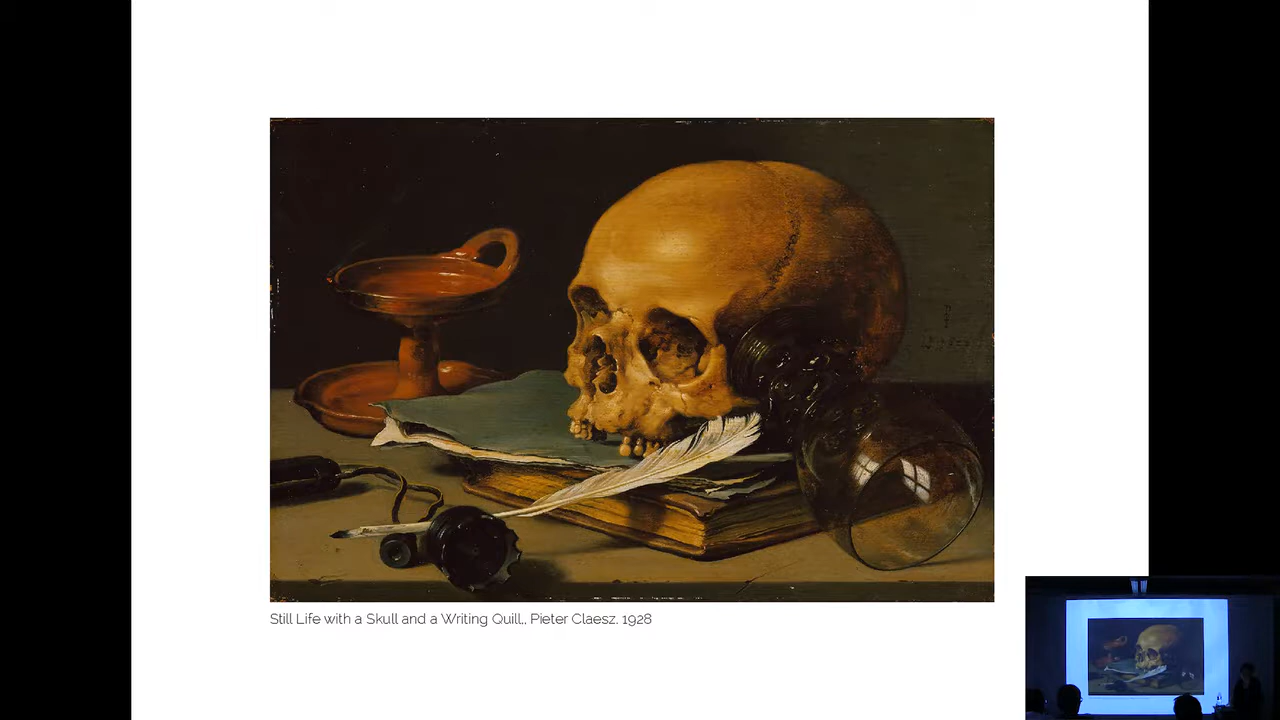 Still Life with a Skull and a Writing Quill,, Pieter Claesz. 1928